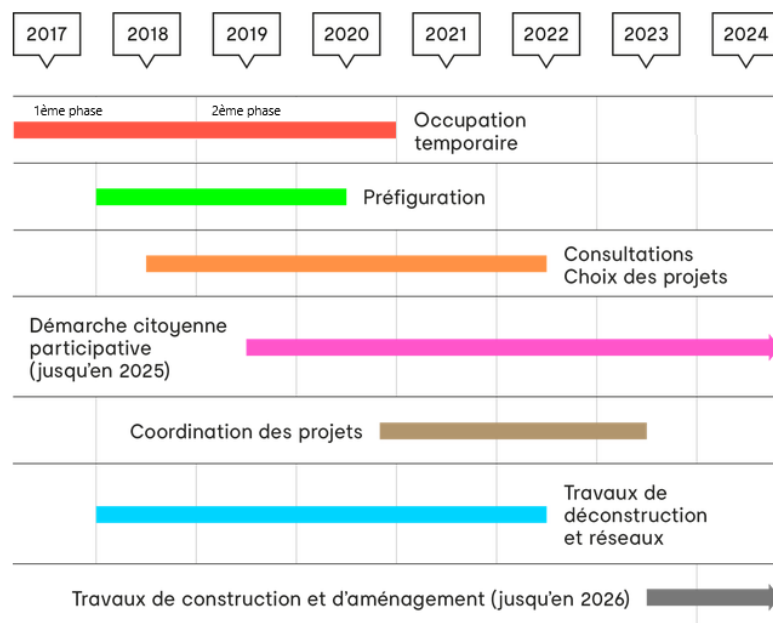 2017 2018 2019 2020 2021 2022 2023 2024
1ème phase 2ème phase
Occupation
temporaire
Préfiguration
Consultations
Choix des projets
Démarche citoyenne
participative
(jusqu'en 2025)
Coordination des projets
Travaux de
déconstruction
et réseaux
Travaux de construction et d'aménagement (jusqu'en 2026)